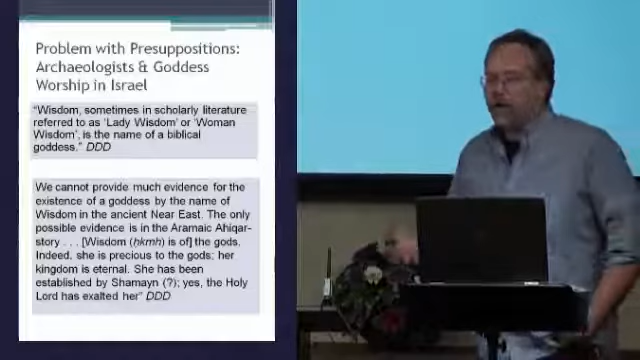 Problem with Presuppositions:
Archaeologists & Goddess
Worship in Israel
“Wisdom, sometimes in scholarly literature
referred to as ‘Lady Wisdom’ or ‘Woman
Wisdom’, is the name of a biblical
goddess.” DDD
We cannot provide much evidence for the
existence of a goddess by the name of
Wisdom in the ancient Near East. The only
possible evidence is in the Aramaic Ahiqar-
story . . . [Wisdom (ḥkmh) is of] the gods.
Indeed, she is precious to the gods; her
kingdom is eternal. She has been
established by Shamayn (?); yes, the Holy
Lord has exalted her” DDD